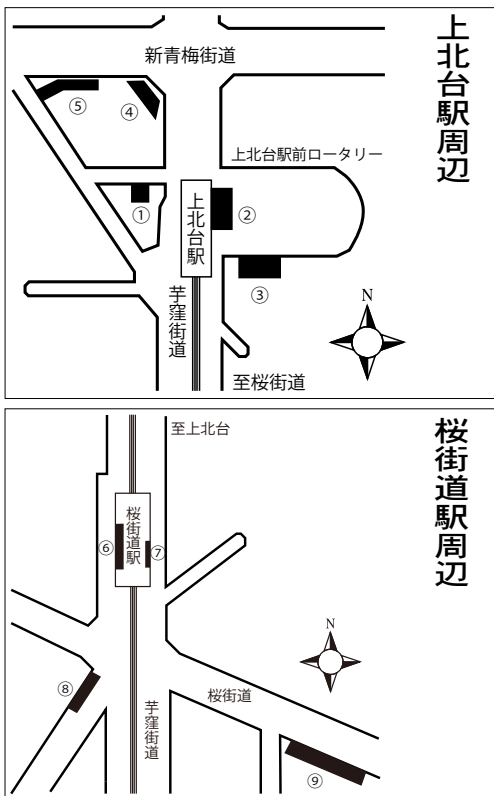 上北台駅周辺
新青梅街道
⑤
④
上北台駅前ロータリー
①
上北台駅
②
③
芋窪街道
N
至桜街道
桜街道駅周辺
至上北台
桜街道駅
⑥
⑦
N
⑧
桜街道
芋窪街道
⑨